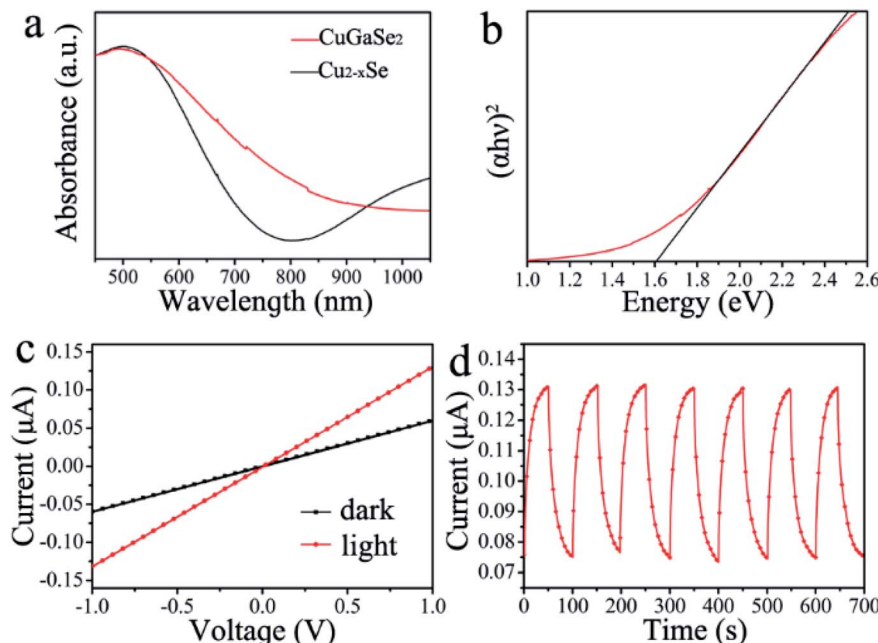 a
Absorbance (a.u.)
CuGaSe2
Cu2-xSe
500 600 700 800 900 1000
Wavelength (nm)
b
(αhν)²
1.0 1.2 1.4 1.6 1.8 2.0 2.2 2.4 2.6
Energy (eV)
c
Current (μA)
0.15
0.10
0.05
0.00
-0.05
-0.10
-0.15
dark
light
-1.0 -0.5 0.0 0.5 1.0
Voltage (V)
d
Current (μA)
0.14
0.13
0.12
0.11
0.10
0.09
0.08
0.07
0 100 200 300 400 500 600 700
Time (s)